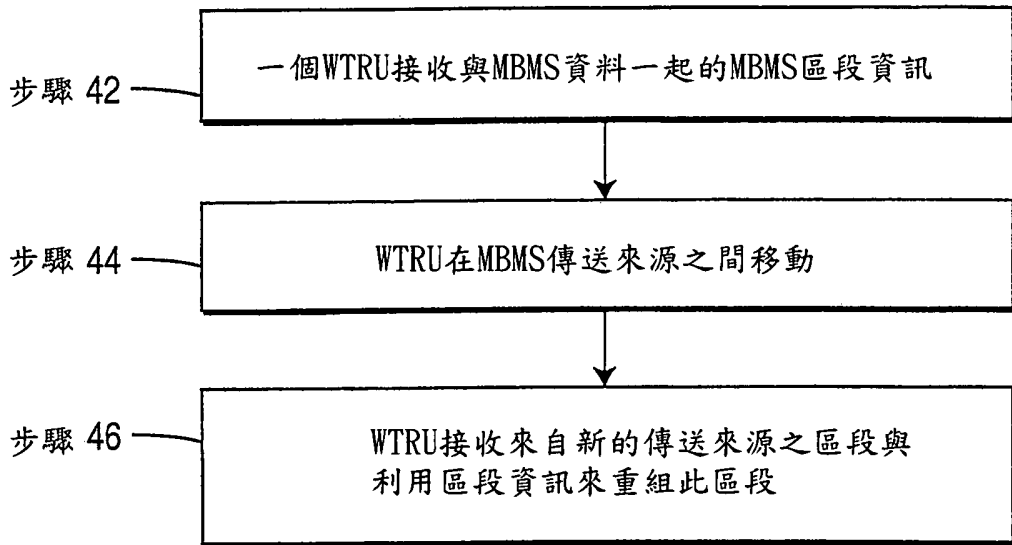 步驟 42
一個WTRU接收與MBMS資料一起的MBMS區段資訊
步驟 44
WTRU在MBMS傳送來源之間移動
步驟 46
WTRU接收來自新的傳送來源之區段與
利用區段資訊來重組此區段